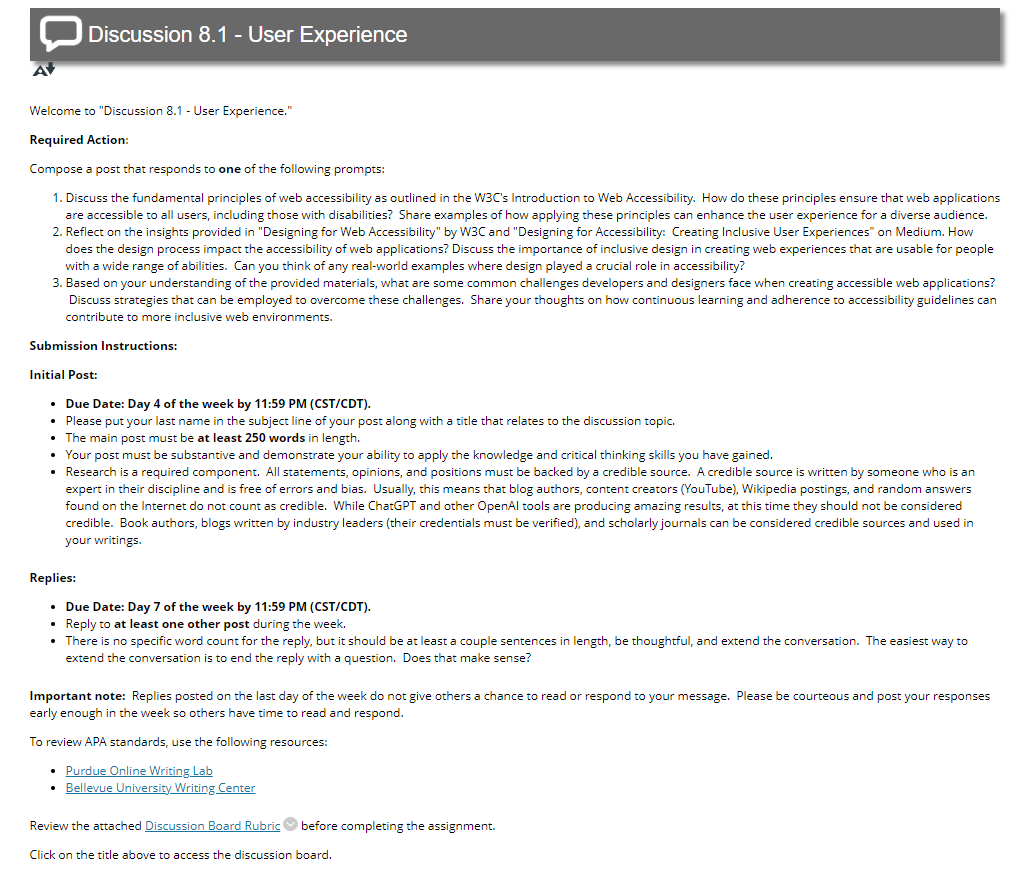 Discussion 8.1 - User Experience
A
Welcome to "Discussion 8.1 - User Experience."
Required Action:
Compose a post that responds to one of the following prompts:
1. Discuss the fundamental principles of web accessibility as outlined in the W3C's Introduction to Web Accessibility.  How do these principles ensure that web applications
are accessible to all users, including those with disabilities?  Share examples of how applying these principles can enhance the user experience for a diverse audience.
2. Reflect on the insights provided in "Designing for Web Accessibility" by W3C and "Designing for Accessibility:  Creating Inclusive User Experiences" on Medium. How
does the design process impact the accessibility of web applications? Discuss the importance of inclusive design in creating web experiences that are usable for people
with a wide range of abilities.  Can you think of any real-world examples where design played a crucial role in accessibility?
3. Based on your understanding of the provided materials, what are some common challenges developers and designers face when creating accessible web applications?
Discuss strategies that can be employed to overcome these challenges.  Share your thoughts on how continuous learning and adherence to accessibility guidelines can
contribute to more inclusive web environments.
Submission Instructions:
Initial Post:
• Due Date: Day 4 of the week by 11:59 PM (CST/CDT).
• Please put your last name in the subject line of your post along with a title that relates to the discussion topic.
• The main post must be at least 250 words in length.
• Your post must be substantive and demonstrate your ability to apply the knowledge and critical thinking skills you have gained.
• Research is a required component.  All statements, opinions, and positions must be backed by a credible source.  A credible source is written by someone who is an
expert in their discipline and is free of errors and bias.  Usually, this means that blog authors, content creators (YouTube), Wikipedia postings, and random answers
found on the Internet do not count as credible.  While ChatGPT and other OpenAI tools are producing amazing results, at this time they should not be considered
credible.  Book authors, blogs written by industry leaders (their credentials must be verified), and scholarly journals can be considered credible sources and used in
your writings.
Replies:
• Due Date: Day 7 of the week by 11:59 PM (CST/CDT).
• Reply to at least one other post during the week.
• There is no specific word count for the reply, but it should be at least a couple sentences in length, be thoughtful, and extend the conversation.  The easiest way to
extend the conversation is to end the reply with a question.  Does that make sense?
Important note:  Replies posted on the last day of the week do not give others a chance to read or respond to your message.  Please be courteous and post your responses
early enough in the week so others have time to read and respond.
To review APA standards, use the following resources:
• Purdue Online Writing Lab
• Bellevue University Writing Center
Review the attached Discussion Board Rubric before completing the assignment.
Click on the title above to access the discussion board.